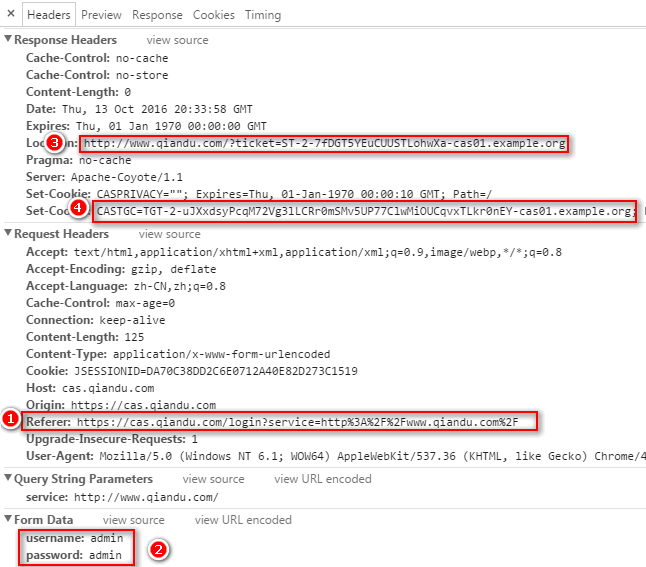 × Headers Preview Response Cookies Timing
▼Response Headers view source
Cache-Control: no-cache
Cache-Control: no-store
Content-Length: 0
Date: Thu, 13 Oct 2016 20:33:58 GMT
Expires: Thu, 01 Jan 1970 00:00:00 GMT
3 Location: http://www.qiandu.com/?ticket=ST-2-7fDGT5YEuCUUSTLohwXa-cas01.example.org
Pragma: no-cache
Server: Apache-Coyote/1.1
Set-Cookie: CASPRIVACY=""; Expires=Thu, 01-Jan-1970 00:00:10 GMT; Path=/
4 Set-Cookie: CASTGC=TGT-2-uJXxdsyPcqM72Vg3lLCRr0mSMv5UP77ClwMiOUCqvxTLkr0nEY-cas01.example.org;
▼Request Headers view source
Accept: text/html,application/xhtml+xml,application/xml;q=0.9,image/webp,*/*;q=0.8
Accept-Encoding: gzip, deflate
Accept-Language: zh-CN,zh;q=0.8
Cache-Control: max-age=0
Connection: keep-alive
Content-Length: 125
Content-Type: application/x-www-form-urlencoded
Cookie: JSESSIONID=DA70C38DD2C6E0712A40E82D273C1519
Host: cas.qiandu.com
Origin: https://cas.qiandu.com
1 Referer: https://cas.qiandu.com/login?service=http%3A%2F%2Fwww.qiandu.com%2F
Upgrade-Insecure-Requests: 1
User-Agent: Mozilla/5.0 (Windows NT 6.1; WOW64) AppleWebKit/537.36 (KHTML, like Gecko) Chrome/4
▼Query String Parameters view source view URL encoded
service: http://www.qiandu.com/
▼Form Data view source view URL encoded
username: admin
password: admin 2